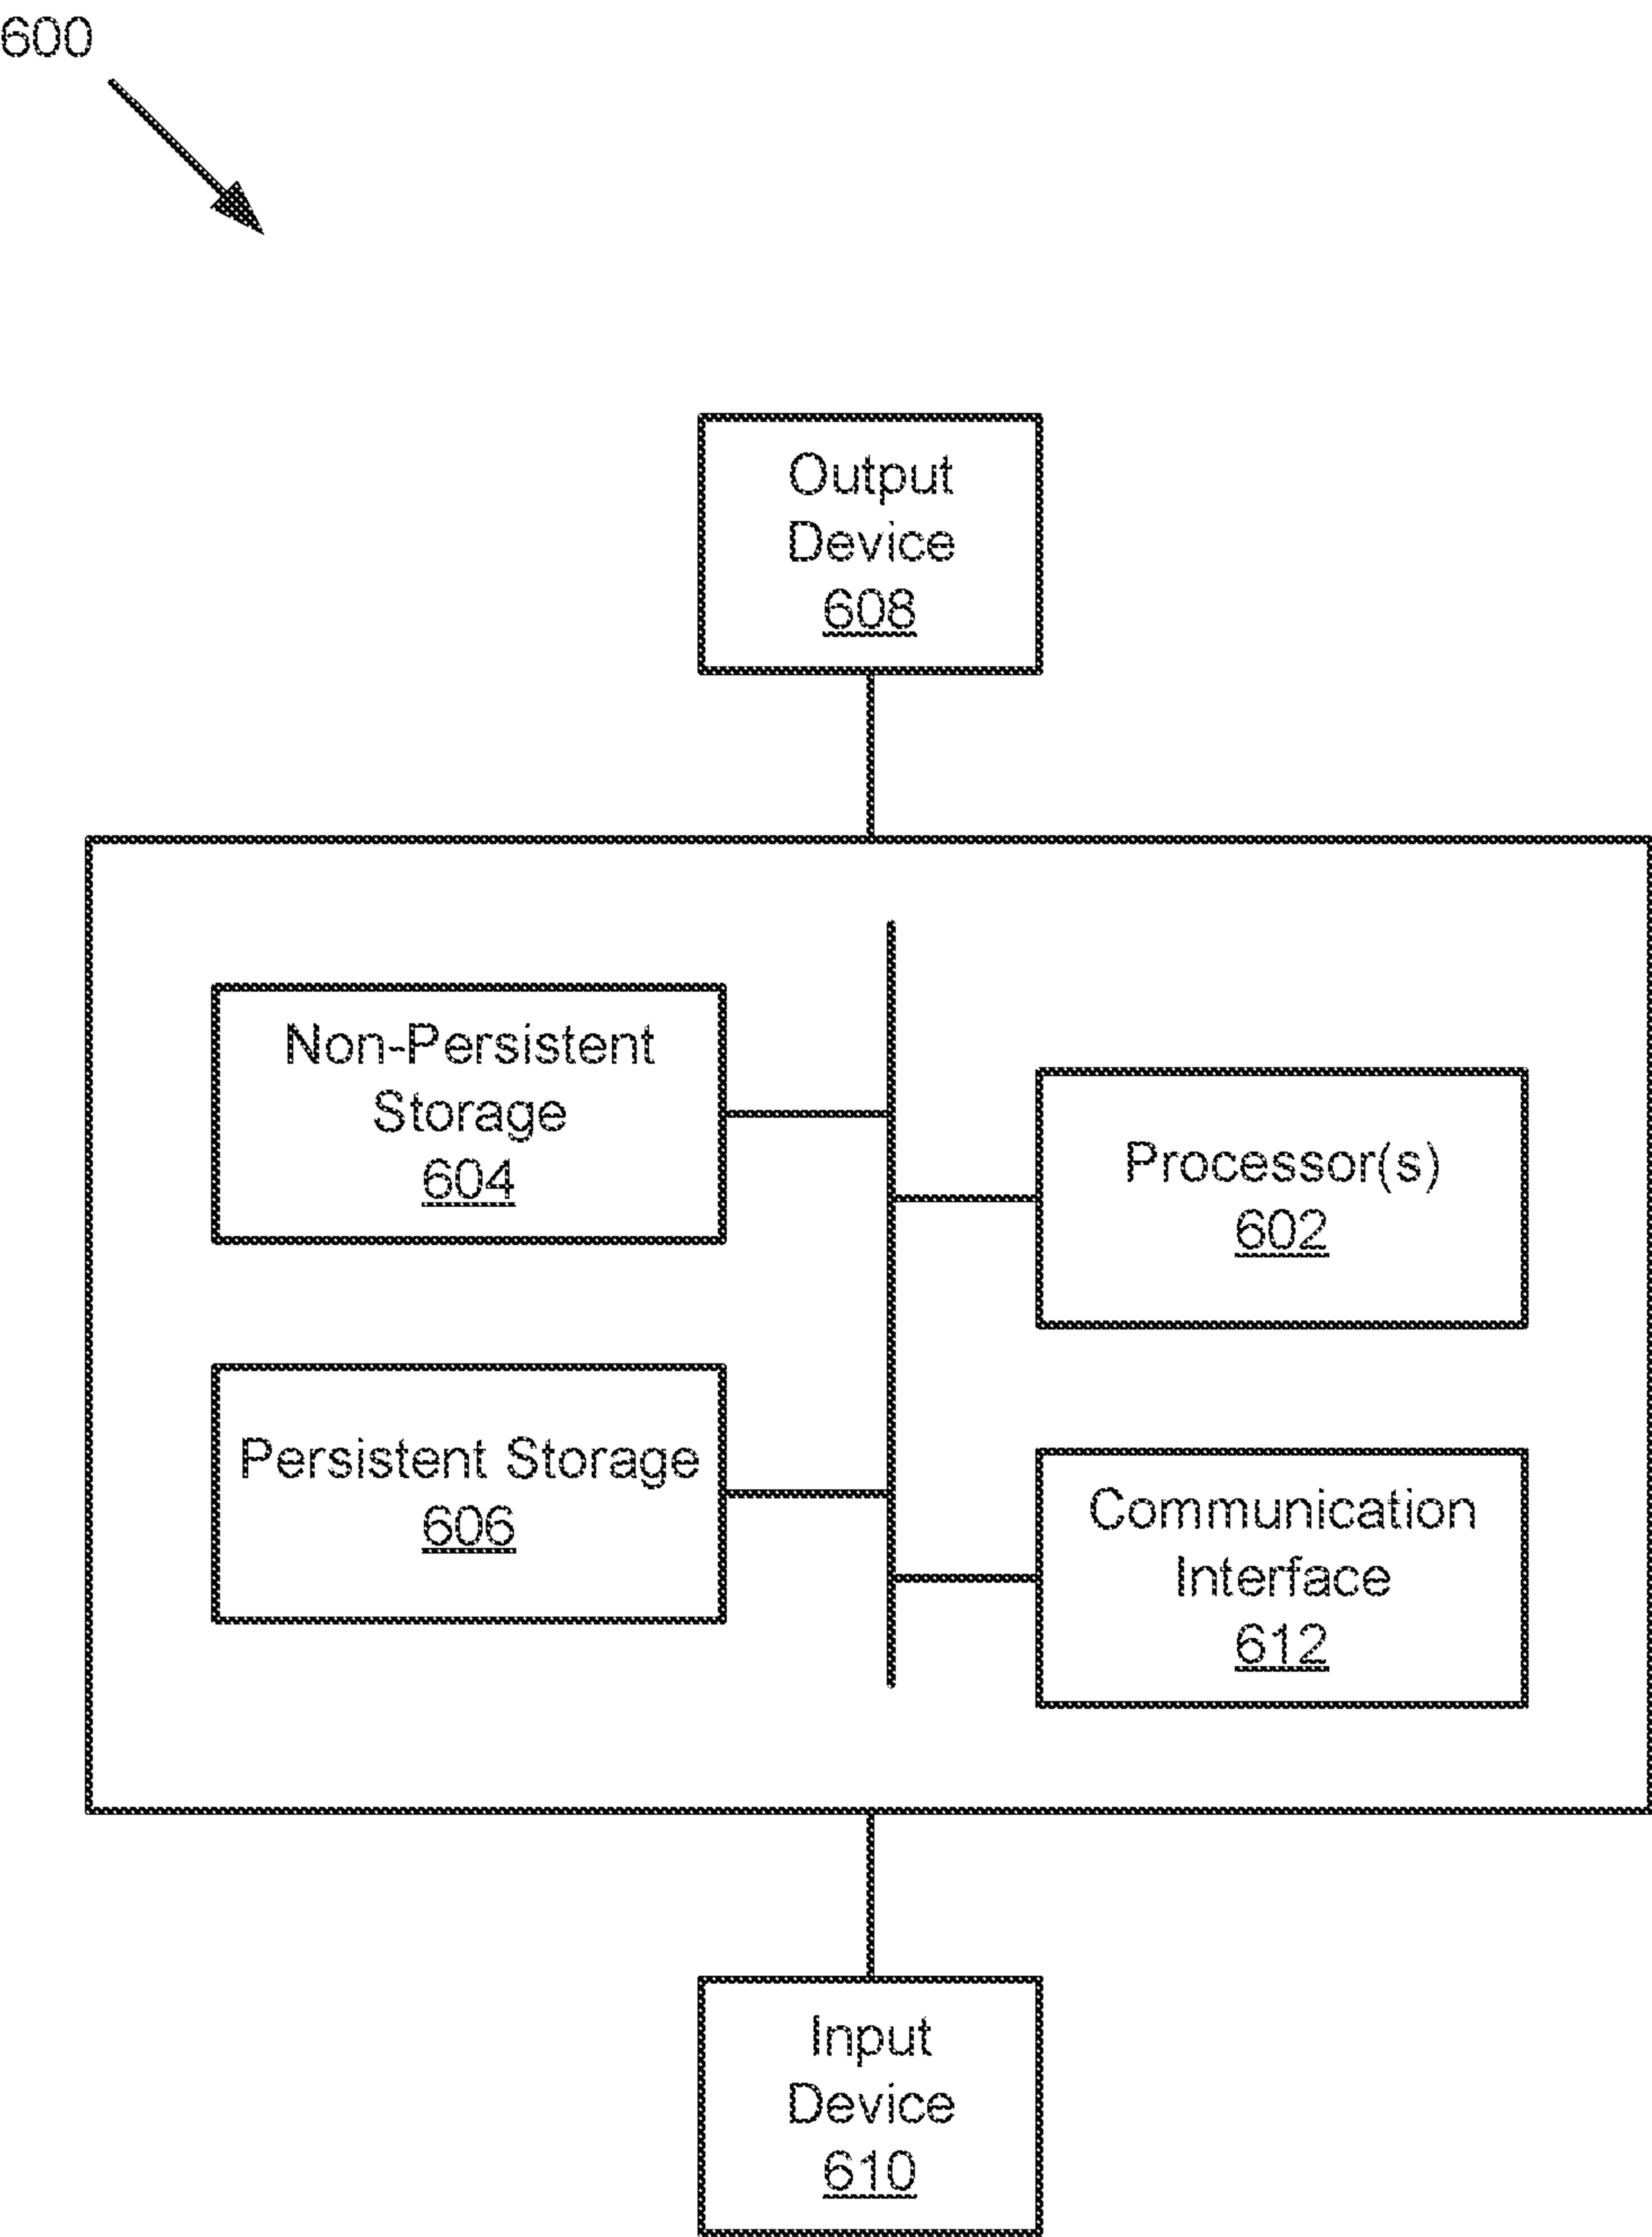 600
Output
Device
608
Non-Persistent
Storage
604
Processor(s)
602
Persistent Storage
606
Communication
Interface
612
Input
Device
610